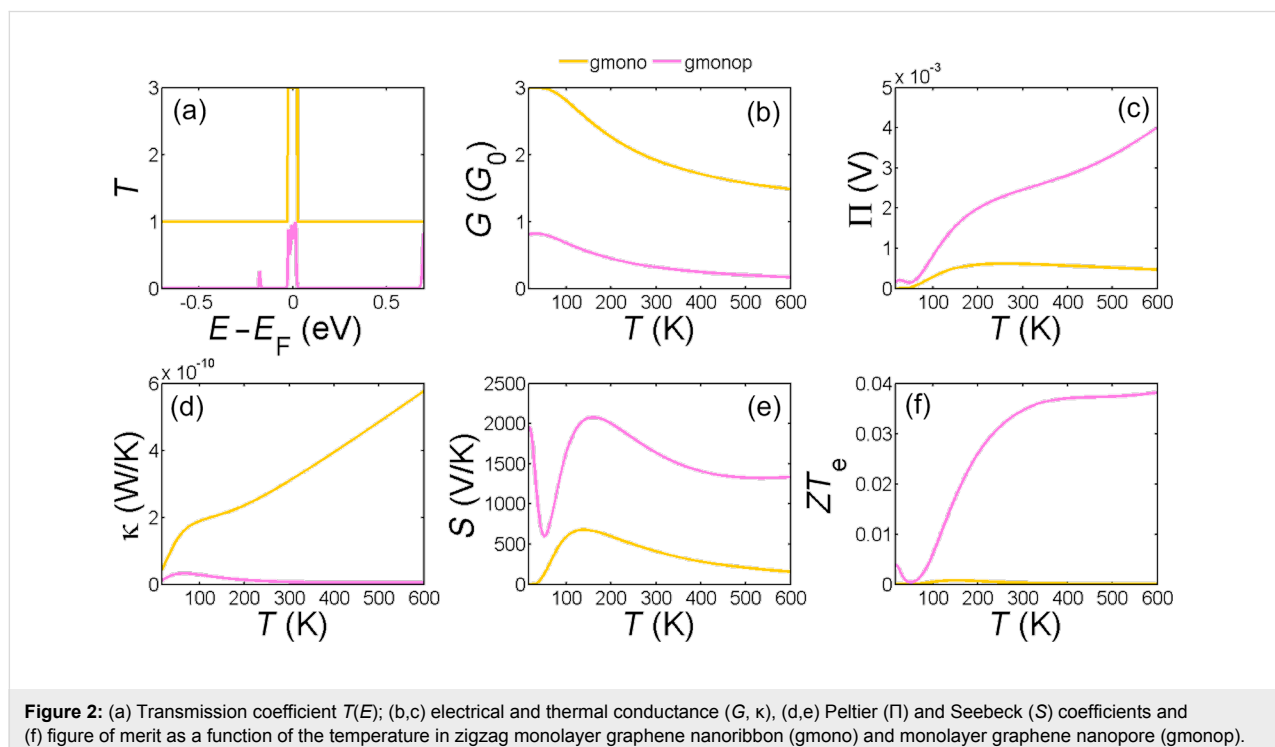 gmono gmonop
(a)
3
2
1
0
T
-0.5 0 0.5
E – E_F (eV)
(b)
3
2
1
0
G (G_0)
100 200 300 400 500 600
T (K)
(c)
× 10^-3
5
4
3
2
1
0
Π (V)
100 200 300 400 500 600
T (K)
(d)
× 10^-10
6
4
2
0
κ (W/K)
100 200 300 400 500 600
T (K)
(e)
2500
2000
1500
1000
500
0
S (V/K)
100 200 300 400 500 600
T (K)
(f)
0.04
0.03
0.02
0.01
0
ZT_e
100 200 300 400 500 600
T (K)
Figure 2: (a) Transmission coefficient T(E); (b,c) electrical and thermal conductance (G, κ), (d,e) Peltier (Π) and Seebeck (S) coefficients and
(f) figure of merit as a function of the temperature in zigzag monolayer graphene nanoribbon (gmono) and monolayer graphene nanopore (gmonop).